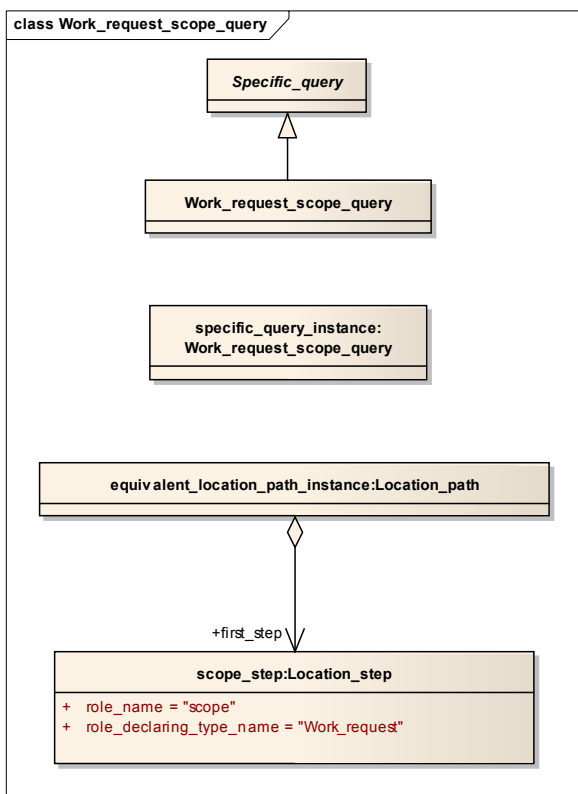 class Work_request_scope_query
Specific_query
Work_request_scope_query
specific_query_instance:
Work_request_scope_query
equivalent_location_path_instance:Location_path
+first_step
scope_step:Location_step
+ role_name = "scope"
+ role_declaring_type_name = "Work_request"